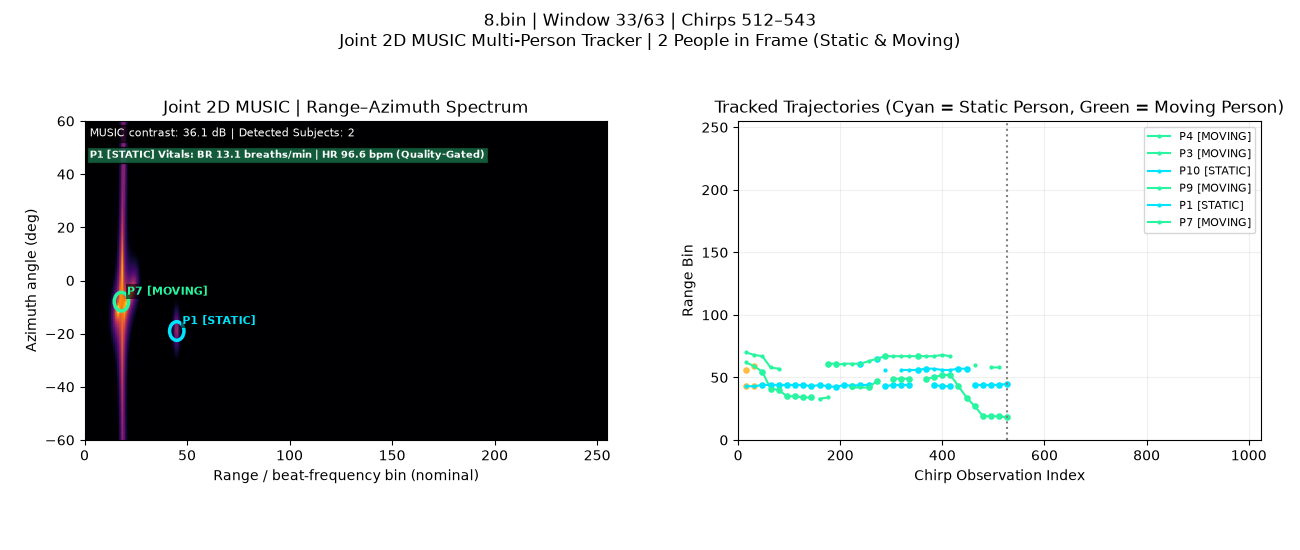 8.bin | Window 33/63 | Chirps 512–543
Joint 2D MUSIC Multi-Person Tracker | 2 People in Frame (Static & Moving)
Joint 2D MUSIC | Range–Azimuth Spectrum
MUSIC contrast: 36.1 dB | Detected Subjects: 2
P1 [STATIC] Vitals: BR 13.1 breaths/min | HR 96.6 bpm (Quality-Gated)
P7 [MOVING]
P1 [STATIC]
60
40
20
0
−20
−40
−60
Azimuth angle (deg)
0
50
100
150
200
250
Range / beat-frequency bin (nominal)
Tracked Trajectories (Cyan = Static Person, Green = Moving Person)
P4 [MOVING]
P3 [MOVING]
P10 [STATIC]
P9 [MOVING]
P1 [STATIC]
P7 [MOVING]
250
200
150
100
50
0
Range Bin
0
200
400
600
800
1000
Chirp Observation Index